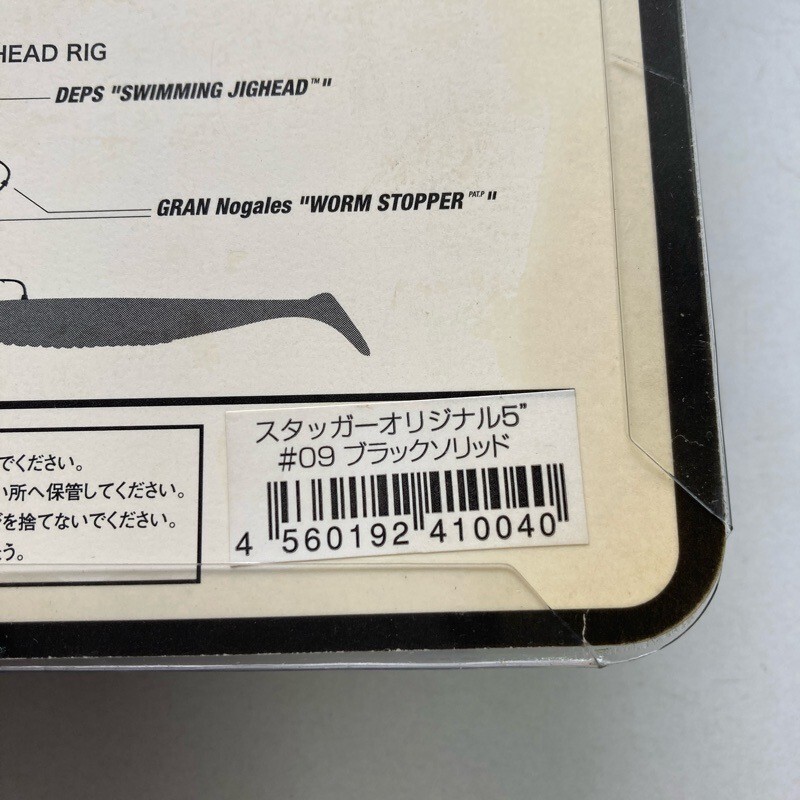 HEAD RIG
DEPS "SWIMMING JIGHEAD™"
GRAN Nogales "WORM STOPPER PAT.P"
スタッガーオリジナル5"
#09 ブラックソリッド
4 560192 410040
でください。
い所へ保管してください。
を捨てないでください。
う。